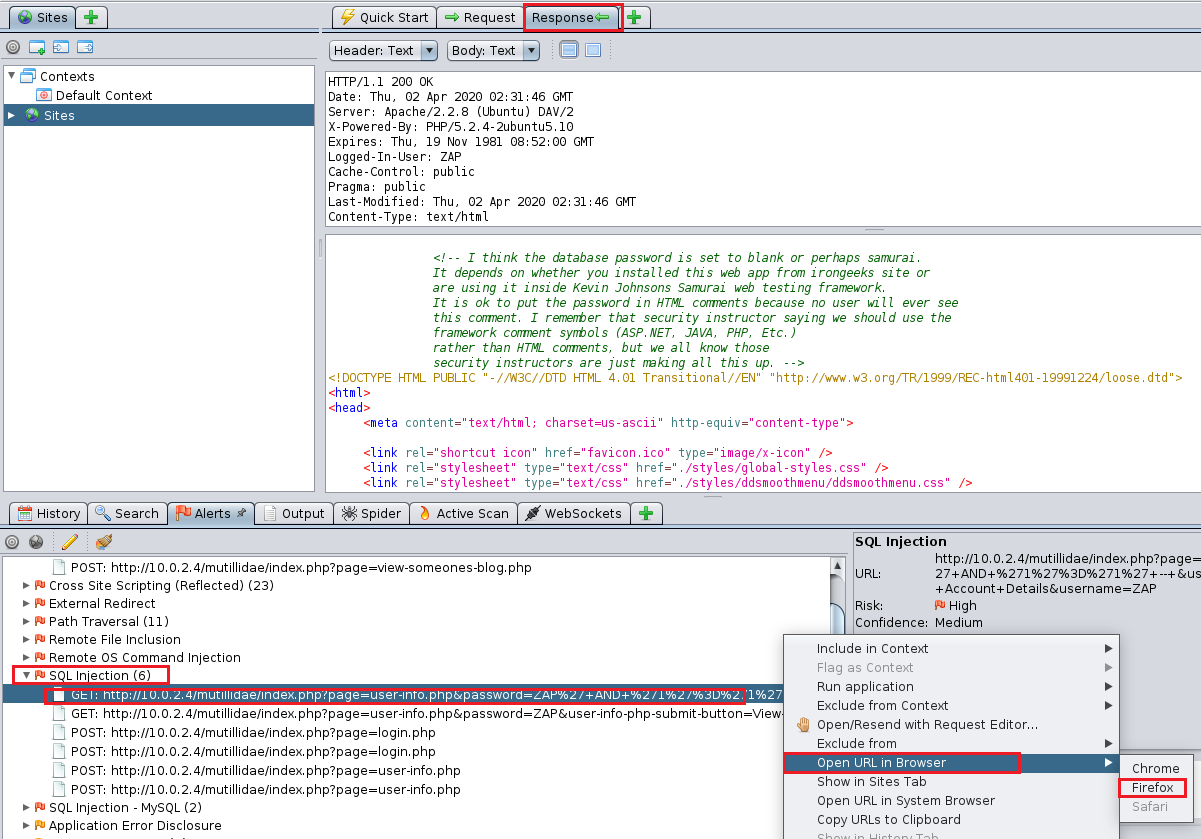 Sites
Quick Start
Request
Response
Header: Text
Body: Text
Contexts
Default Context
Sites
HTTP/1.1 200 OK
Date: Thu, 02 Apr 2020 02:31:46 GMT
Server: Apache/2.2.8 (Ubuntu) DAV/2
X-Powered-By: PHP/5.2.4-2ubuntu5.10
Expires: Thu, 19 Nov 1981 08:52:00 GMT
Logged-In-User: ZAP
Cache-Control: public
Pragma: public
Last-Modified: Thu, 02 Apr 2020 02:31:46 GMT
Content-Type: text/html
<!-- I think the database password is set to blank or perhaps samurai.
It depends on whether you installed this web app from irongeeks site or
are using it inside Kevin Johnsons Samurai web testing framework.
It is ok to put the password in HTML comments because no user will ever see
this comment. I remember that security instructor saying we should use the
framework comment symbols (ASP.NET, JAVA, PHP, Etc.)
rather than HTML comments, but we all know those
security instructors are just making all this up. -->
<!DOCTYPE HTML PUBLIC "-//W3C//DTD HTML 4.01 Transitional//EN" "http://www.w3.org/TR/1999/REC-html401-19991224/loose.dtd">
<html>
<head>
<meta content="text/html; charset=us-ascii" http-equiv="content-type">
<link rel="shortcut icon" href="favicon.ico" type="image/x-icon" />
<link rel="stylesheet" type="text/css" href="./styles/global-styles.css" />
<link rel="stylesheet" type="text/css" href="./styles/ddsmoothmenu/ddsmoothmenu.css" />
History
Search
Alerts
Output
Spider
Active Scan
WebSockets
POST: http://10.0.2.4/mutillidae/index.php?page=view-someones-blog.php
Cross Site Scripting (Reflected) (23)
External Redirect
Path Traversal (11)
Remote File Inclusion
Remote OS Command Injection
SQL Injection (6)
GET: http://10.0.2.4/mutillidae/index.php?page=user-info.php&password=ZAP%27+AND+%271%27%3D%271%27
GET: http://10.0.2.4/mutillidae/index.php?page=user-info.php&password=ZAP&user-info-php-submit-button=View-
POST: http://10.0.2.4/mutillidae/index.php?page=login.php
POST: http://10.0.2.4/mutillidae/index.php?page=login.php
POST: http://10.0.2.4/mutillidae/index.php?page=user-info.php
POST: http://10.0.2.4/mutillidae/index.php?page=user-info.php
SQL Injection - MySQL (2)
Application Error Disclosure
SQL Injection
URL: http://10.0.2.4/mutillidae/index.php?page=
27+AND+%271%27%3D%271%27+--+&us
+Account+Details&username=ZAP
Risk: High
Confidence: Medium
Include in Context
Flag as Context
Run application
Exclude from Context
Open/Resend with Request Editor...
Exclude from
Open URL in Browser
Show in Sites Tab
Open URL in System Browser
Copy URLs to Clipboard
Show in History Tab
Chrome
Firefox
Safari